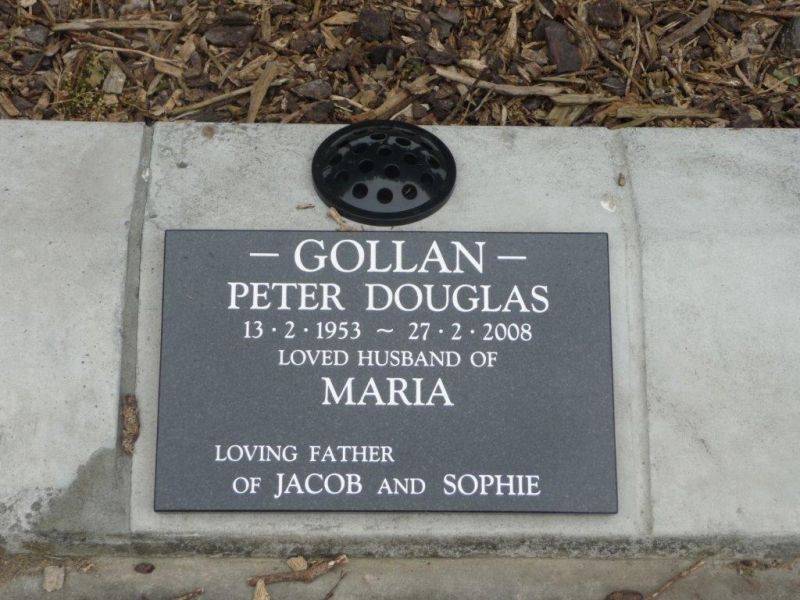 — GOLLAN —
PETER DOUGLAS
13 · 2 · 1953 ~ 27 · 2 · 2008
LOVED HUSBAND OF
MARIA
LOVING FATHER
OF JACOB AND SOPHIE